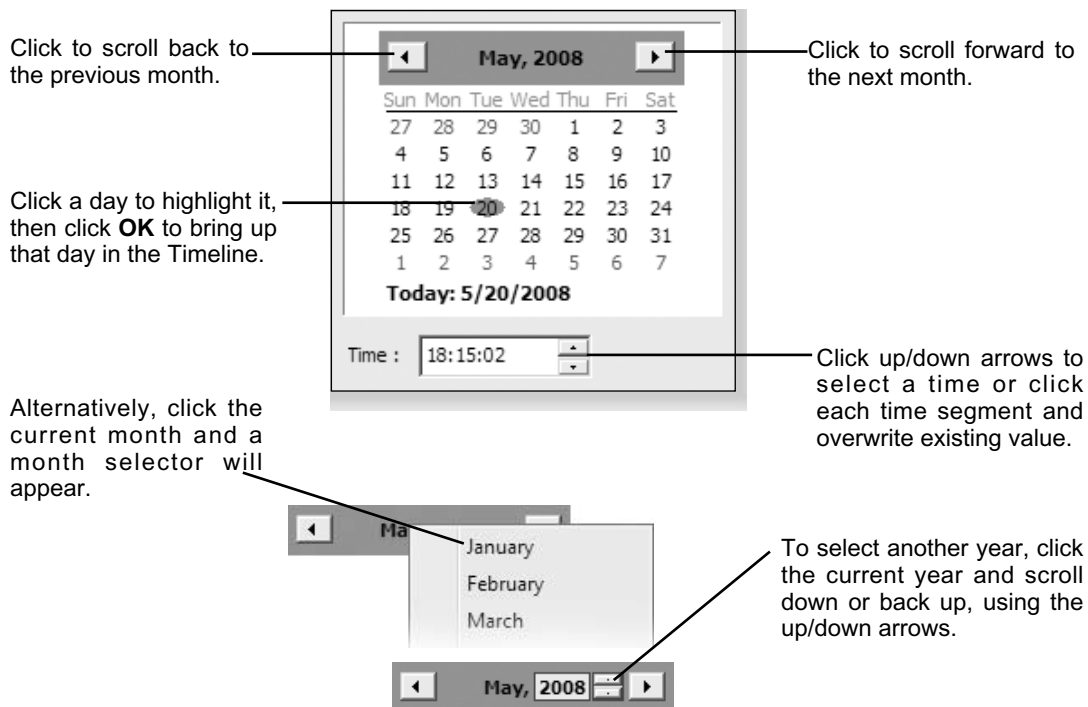 Click to scroll back to
the previous month.
May, 2008
Click to scroll forward to
the next month.
Sun Mon Tue Wed Thu Fri Sat
27 28 29 30 1 2 3
4 5 6 7 8 9 10
11 12 13 14 15 16 17
18 19 20 21 22 23 24
25 26 27 28 29 30 31
1 2 3 4 5 6 7
Today: 5/20/2008
Click a day to highlight it,
then click OK to bring up
that day in the Timeline.
Time : 18:15:02
Click up/down arrows to
select a time or click
each time segment and
overwrite existing value.
Alternatively, click the
current month and a
month selector will
appear.
Ma
January
February
March
To select another year, click
the current year and scroll
down or back up, using the
up/down arrows.
May, 2008